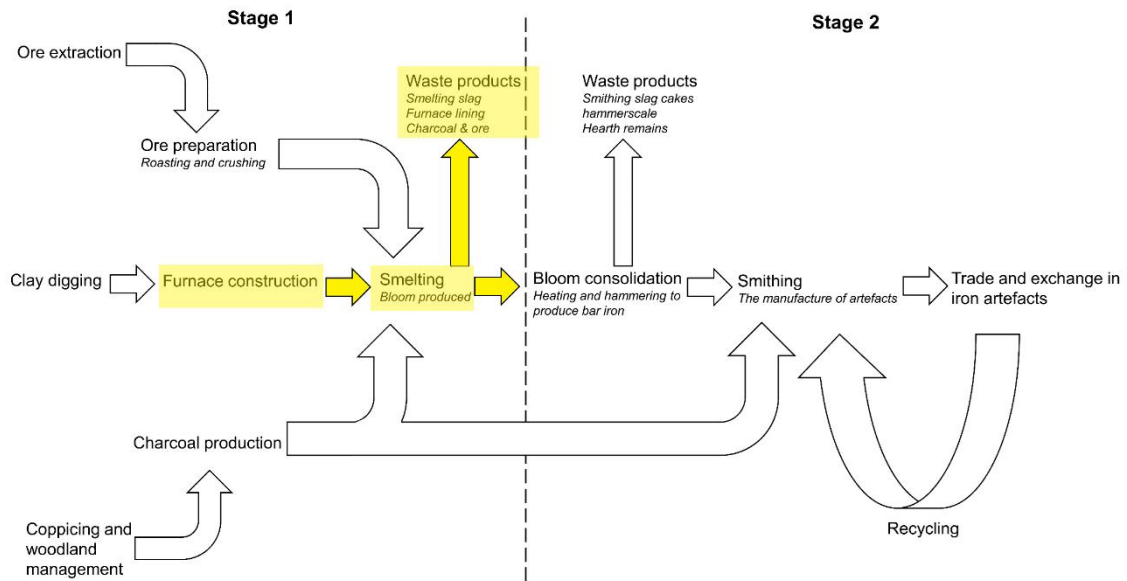 Stage 1
Stage 2
Ore extraction
Waste products
Smelting slag
Furnace lining
Charcoal & ore
Waste products
Smithing slag cakes
hammerscale
Hearth remains
Ore preparation
Roasting and crushing
Clay digging
Furnace construction
Smelting
Bloom produced
Bloom consolidation
Heating and hammering to
produce bar iron
Smithing
The manufacture of artefacts
Trade and exchange in
iron artefacts
Charcoal production
Coppicing and
woodland
management
Recycling